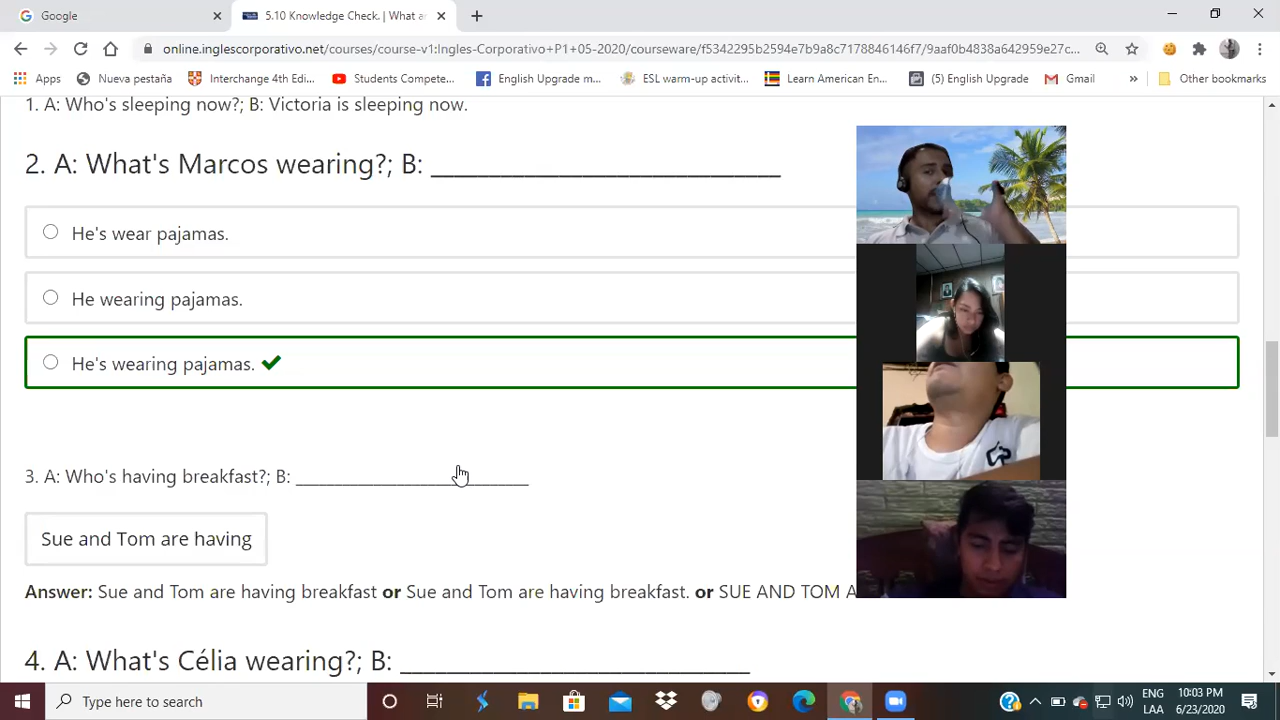 Google
5.10 Knowledge Check. | What a
online.inglescorporativo.net/courses/course-v1:Ingles-Corporativo+P1+05-2020/courseware/f5342295b2594e7b9a8c7178846146f7/9aaf0b4838a642959e27c...
Apps Nueva pestaña Interchange 4th Edi... Students Compete... English Upgrade m... ESL warm-up activit... Learn American En... (5) English Upgrade Gmail » Other bookmarks
1. A: Who's sleeping now?; B: Victoria is sleeping now.
2. A: What's Marcos wearing?; B: ____________________________
He's wear pajamas.
He wearing pajamas.
He's wearing pajamas.
3. A: Who's having breakfast?; B: ____________________________
Sue and Tom are having
Answer: Sue and Tom are having breakfast or Sue and Tom are having breakfast. or SUE AND TOM A
4. A: What's Célia wearing?; B: ____________________________
Type here to search
ENG
LAA
10:03 PM
6/23/2020